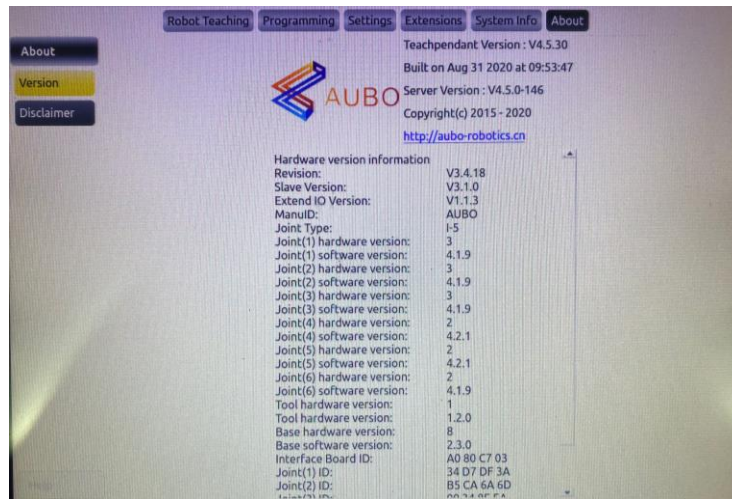 Robot Teaching Programming Settings Extensions System Info About
About
Version
Disclaimer
AUBO
Teachpendant Version : V4.5.30
Built on Aug 31 2020 at 09:53:47
Server Version : V4.5.0-146
Copyright(c) 2015 - 2020
http://aubo-robotics.cn
Hardware version information
Revision: V3.4.18
Slave Version: V3.1.0
Extend IO Version: V1.1.3
ManuID: AUBO
Joint Type: I-5
Joint(1) hardware version: 3
Joint(1) software version: 4.1.9
Joint(2) hardware version: 3
Joint(2) software version: 4.1.9
Joint(3) hardware version: 3
Joint(3) software version: 4.1.9
Joint(4) hardware version: 2
Joint(4) software version: 4.2.1
Joint(5) hardware version: 2
Joint(5) software version: 4.2.1
Joint(6) hardware version: 2
Joint(6) software version: 4.1.9
Tool hardware version: 1
Tool hardware version: 1.2.0
Base hardware version: 8
Base software version: 2.3.0
Interface Board ID: A0 80 C7 03
Joint(1) ID: 34 D7 DF 3A
Joint(2) ID: B5 CA 6A 6D